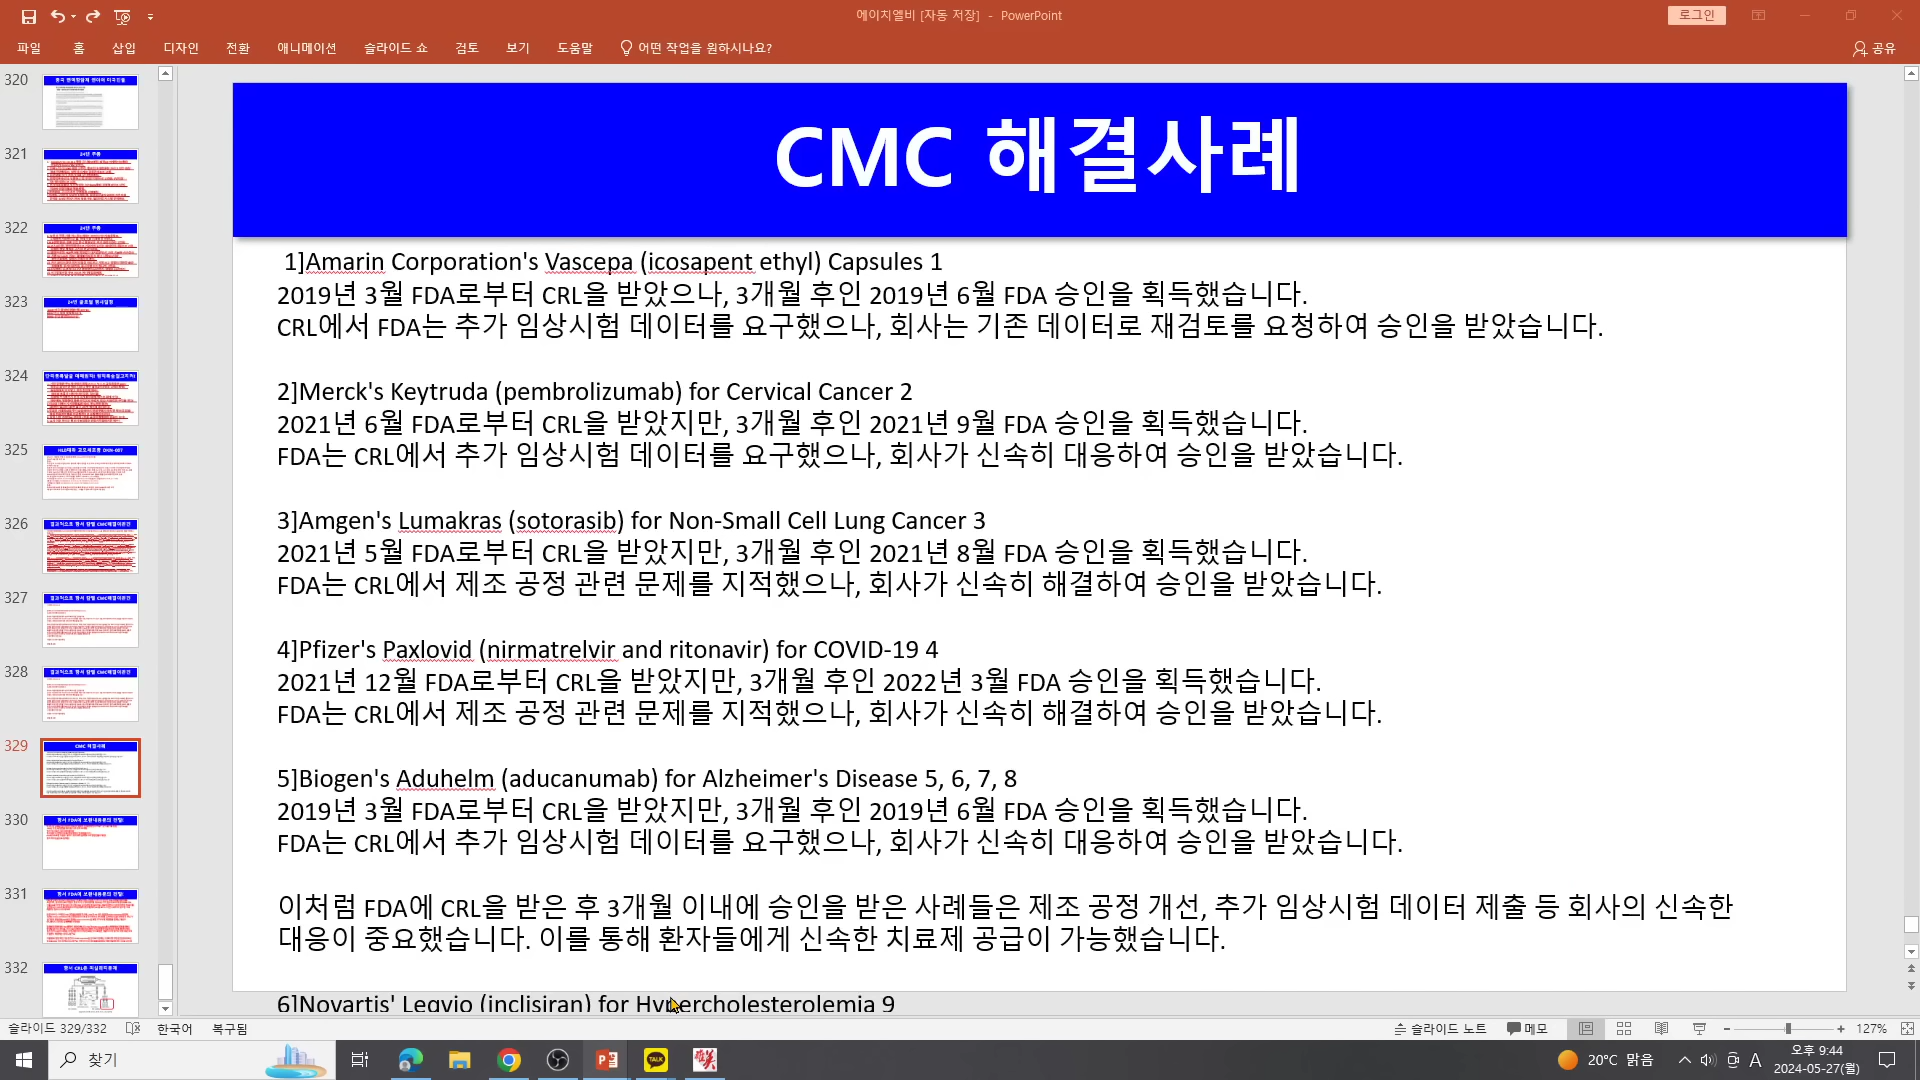 에이치엘비 [자동 저장] - PowerPoint
로그인
파일 홈 삽입 디자인 전환 애니메이션 슬라이드 쇼 검토 보기 도움말 어떤 작업을 원하시나요? 공유
320
321
24년 주총
322
24년 주총
323
324
325
326
327
328
329
CMC 해결사례
330
331
332
CMC 해결사례
1]Amarin Corporation's Vascepa (icosapent ethyl) Capsules 1
2019년 3월 FDA로부터 CRL을 받았으나, 3개월 후인 2019년 6월 FDA 승인을 획득했습니다.
CRL에서 FDA는 추가 임상시험 데이터를 요구했으나, 회사는 기존 데이터로 재검토를 요청하여 승인을 받았습니다.
2]Merck's Keytruda (pembrolizumab) for Cervical Cancer 2
2021년 6월 FDA로부터 CRL을 받았지만, 3개월 후인 2021년 9월 FDA 승인을 획득했습니다.
FDA는 CRL에서 추가 임상시험 데이터를 요구했으나, 회사가 신속히 대응하여 승인을 받았습니다.
3]Amgen's Lumakras (sotorasib) for Non-Small Cell Lung Cancer 3
2021년 5월 FDA로부터 CRL을 받았지만, 3개월 후인 2021년 8월 FDA 승인을 획득했습니다.
FDA는 CRL에서 제조 공정 관련 문제를 지적했으나, 회사가 신속히 해결하여 승인을 받았습니다.
4]Pfizer's Paxlovid (nirmatrelvir and ritonavir) for COVID-19 4
2021년 12월 FDA로부터 CRL을 받았지만, 3개월 후인 2022년 3월 FDA 승인을 획득했습니다.
FDA는 CRL에서 제조 공정 관련 문제를 지적했으나, 회사가 신속히 해결하여 승인을 받았습니다.
5]Biogen's Aduhelm (aducanumab) for Alzheimer's Disease 5, 6, 7, 8
2019년 3월 FDA로부터 CRL을 받았지만, 3개월 후인 2019년 6월 FDA 승인을 획득했습니다.
FDA는 CRL에서 추가 임상시험 데이터를 요구했으나, 회사가 신속히 대응하여 승인을 받았습니다.
이처럼 FDA에 CRL을 받은 후 3개월 이내에 승인을 받은 사례들은 제조 공정 개선, 추가 임상시험 데이터 제출 등 회사의 신속한
대응이 중요했습니다. 이를 통해 환자들에게 신속한 치료제 공급이 가능했습니다.
6]Novartis' Leqvio (inclisiran) for Hypercholesterolemia 9
슬라이드 329/332 한국어 복구됨 슬라이드 노트 메모 127%
찾기 20°C 맑음 A 오후 9:44
2024-05-27(월)